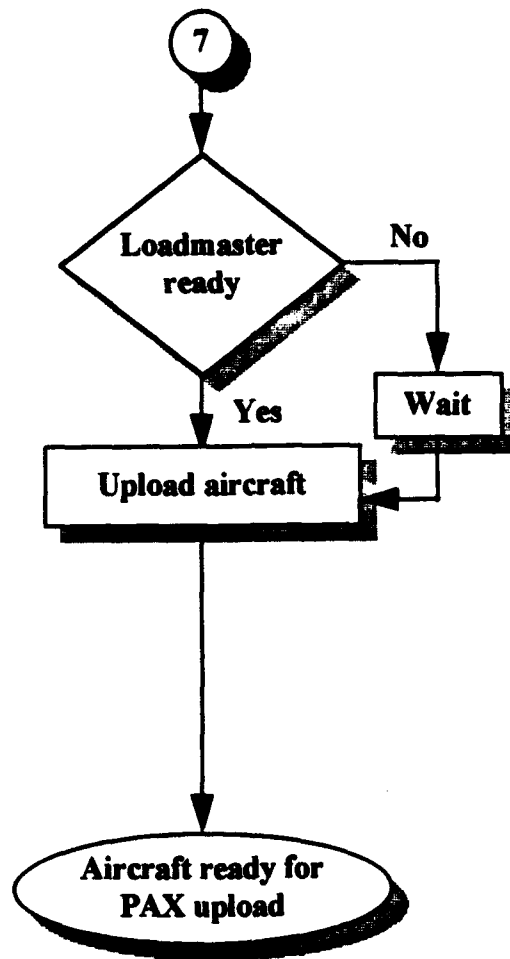 7
Loadmaster
ready
No
Yes
Wait
Upload aircraft
Aircraft ready for
PAX upload